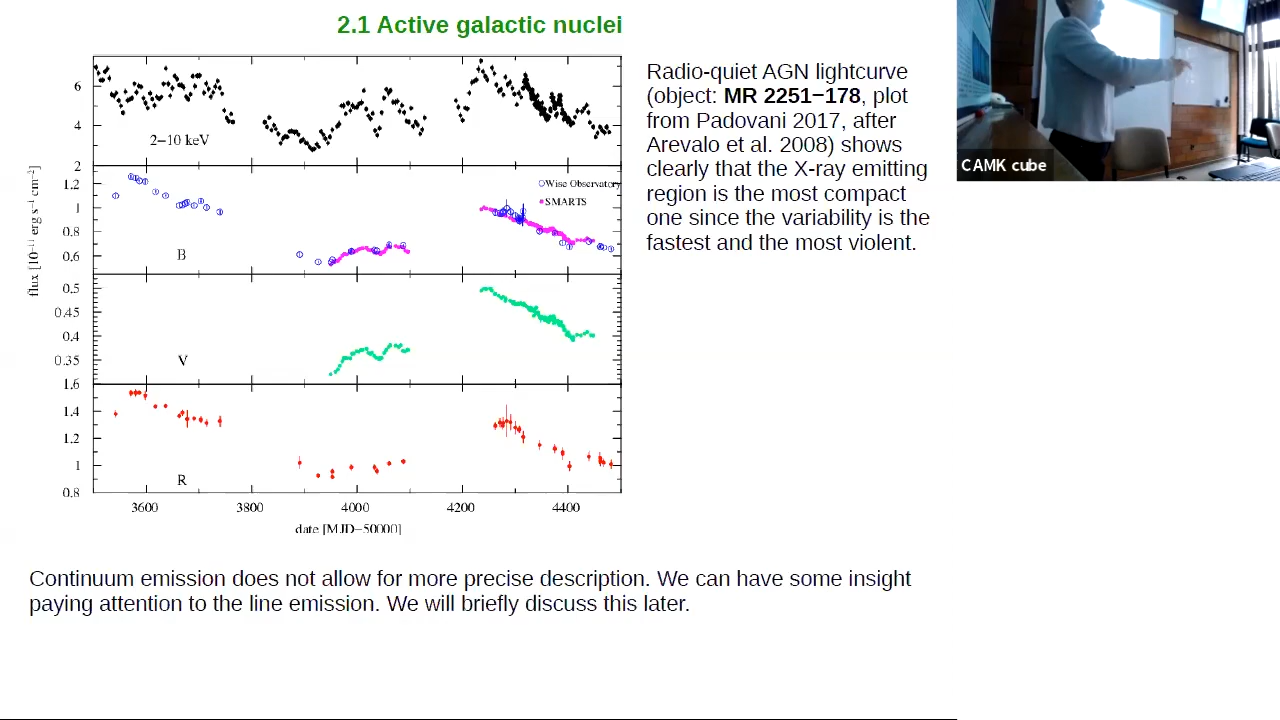 2.1 Active galactic nuclei
6
4
2
2−10 keV
1.2
1
0.8
0.6
B
Wise Observatory
SMARTS
0.5
0.45
0.4
0.35
V
1.6
1.4
1.2
1
0.8
R
flux [10⁻¹¹ erg s⁻¹ cm⁻²]
3600 3800 4000 4200 4400
date [MJD−50000]
Radio-quiet AGN lightcurve
(object: MR 2251−178, plot
from Padovani 2017, after
Arevalo et al. 2008) shows
clearly that the X-ray emitting
region is the most compact
one since the variability is the
fastest and the most violent.
CAMK cube
Continuum emission does not allow for more precise description. We can have some insight
paying attention to the line emission. We will briefly discuss this later.